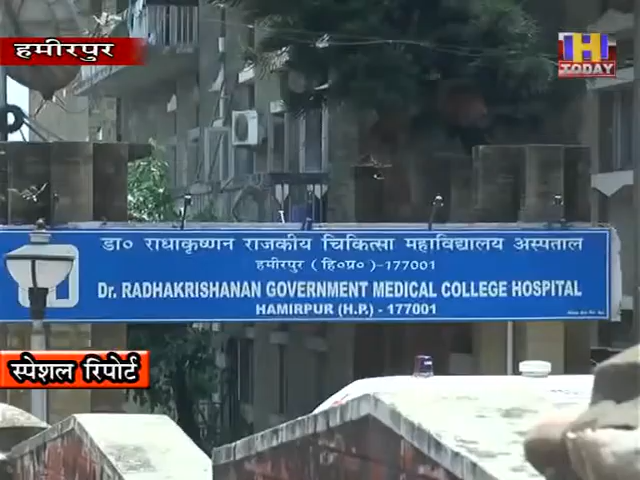 हमीरपुर
HI
TODAY
डा० राधाकृष्णन राजकीय चिकित्सा महाविद्यालय अस्पताल
हमीरपुर (हि०प्र०)-177001
DR. RADHAKRISHANAN GOVERNMENT MEDICAL COLLEGE HOSPITAL
HAMIRPUR (H.P.) - 177001
स्पेशल रिपोर्ट